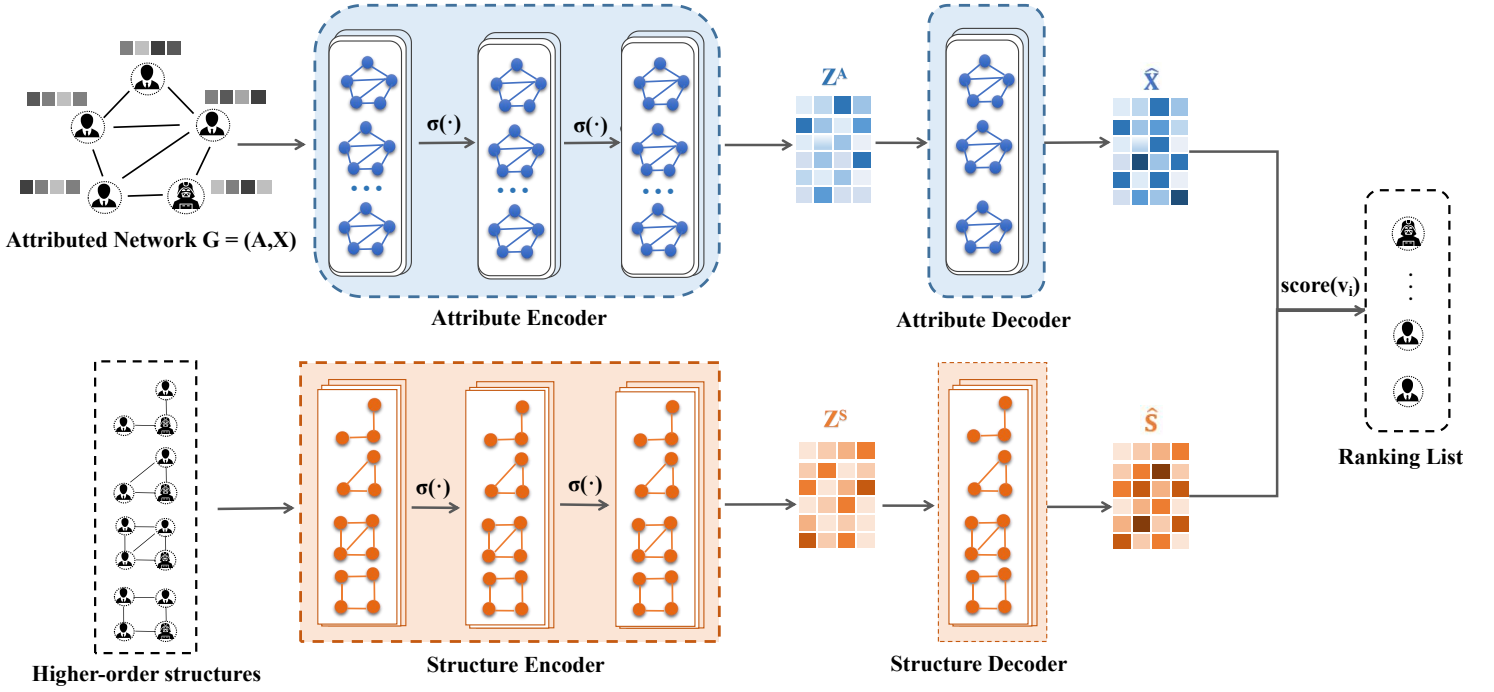 Attributed Network G = (A,X)
σ(·)
σ(·)
Attribute Encoder
Z^A
Attribute Decoder
X̂
score(v_i)
Ranking List
Higher-order structures
σ(·)
σ(·)
Structure Encoder
Z^S
Structure Decoder
Ŝ